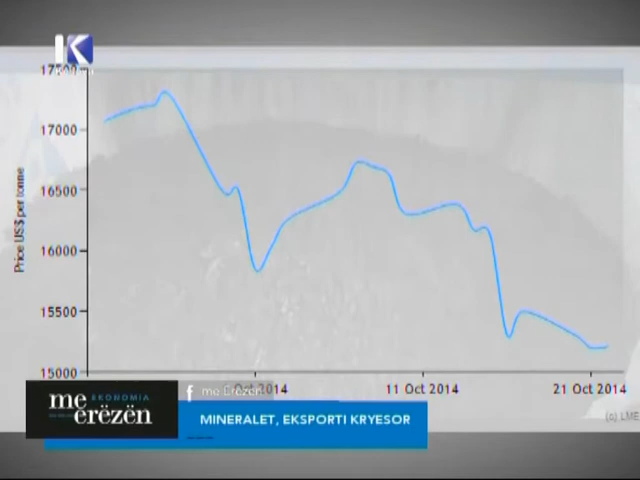 K
17500
17000
16500
16000
15500
15000
Price US$ per tonne
Oct 2014
11 Oct 2014
21 Oct 2014
(c) LME
me EKONOMIA
erëzën
f me Erëzën
MINERALET, EKSPORTI KRYESOR